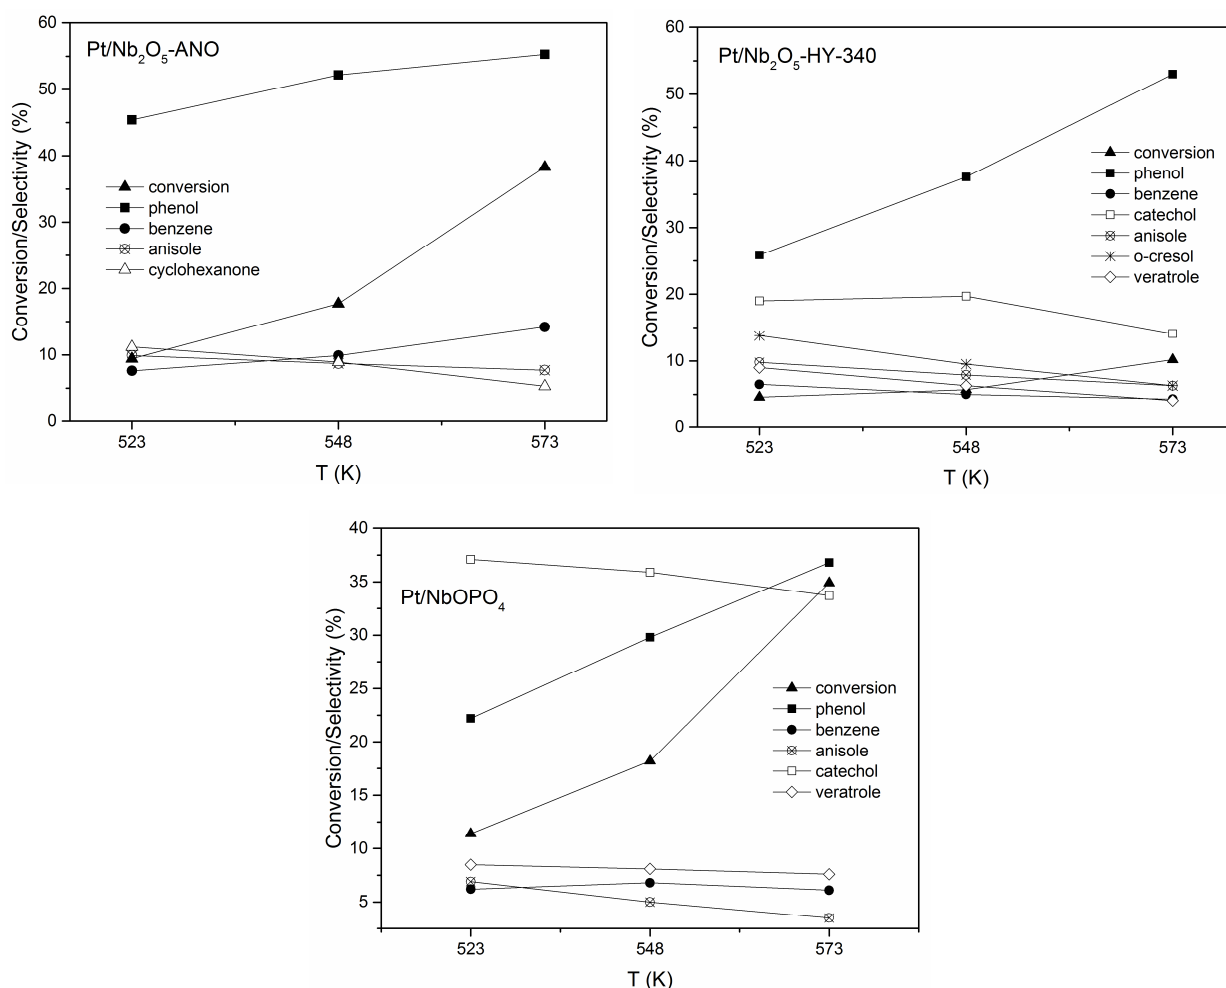 Pt/Nb₂O₅-ANO
Conversion/Selectivity (%)
60
50
40
30
20
10
0
conversion
phenol
benzene
anisole
cyclohexanone
523
548
573
T (K)
Pt/Nb₂O₅-HY-340
Conversion/Selectivity (%)
60
50
40
30
20
10
0
conversion
phenol
benzene
catechol
anisole
o-cresol
veratrole
523
548
573
T (K)
Pt/NbOPO₄
Conversion/Selectivity (%)
40
35
30
25
20
15
10
5
conversion
phenol
benzene
anisole
catechol
veratrole
523
548
573
T (K)